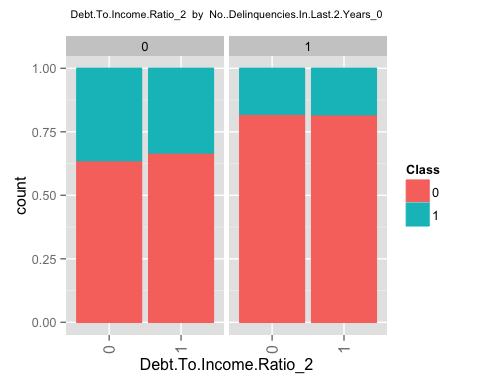 Debt.To.Income.Ratio_2 by No..Delinquencies.In.Last.2.Years_0
0 1
1.00
0.75
0.50
0.25
0.00
count
0 1 0 1
Debt.To.Income.Ratio_2
Class
0
1